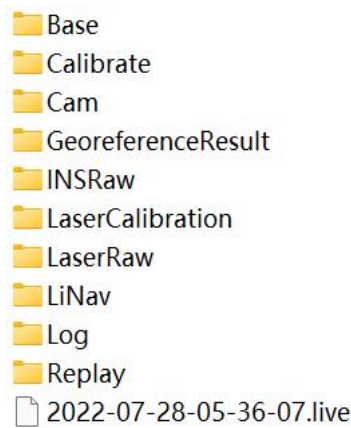 Base
Calibrate
Cam
GeoreferenceResult
INSRaw
LaserCalibration
LaserRaw
LiNav
Log
Replay
2022-07-28-05-36-07.live